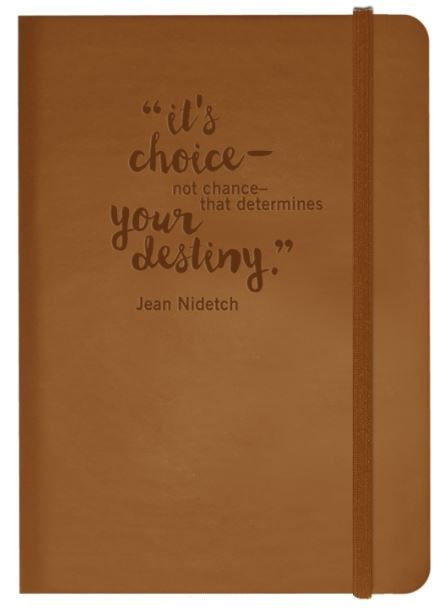 “it's
choice—
not chance–
that determines
your
destiny.”
Jean Nidetch